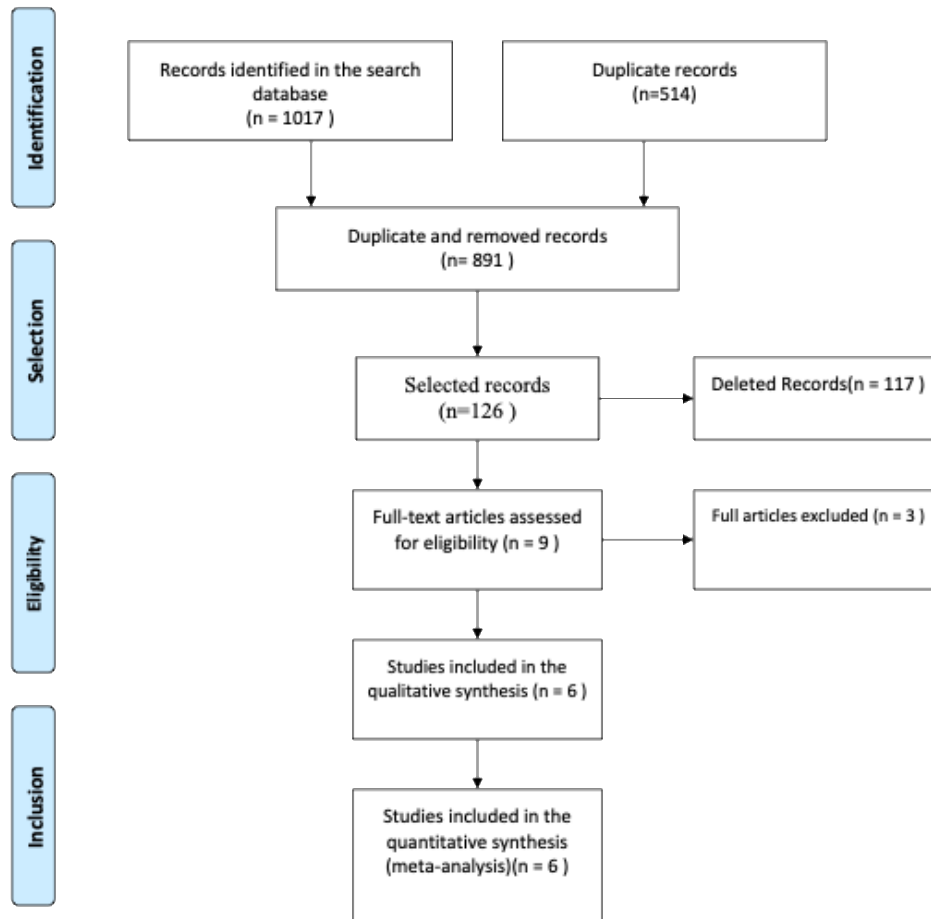 Identification
Records identified in the search
database
(n = 1017 )
Duplicate records
(n=514)
Duplicate and removed records
(n= 891 )
Selection
Selected records
(n=126 )
Deleted Records(n = 117 )
Eligibility
Full-text articles assessed
for eligibility (n = 9 )
Full articles excluded (n = 3 )
Studies included in the
qualitative synthesis (n = 6 )
Inclusion
Studies included in the
quantitative synthesis
(meta-analysis)(n = 6 )